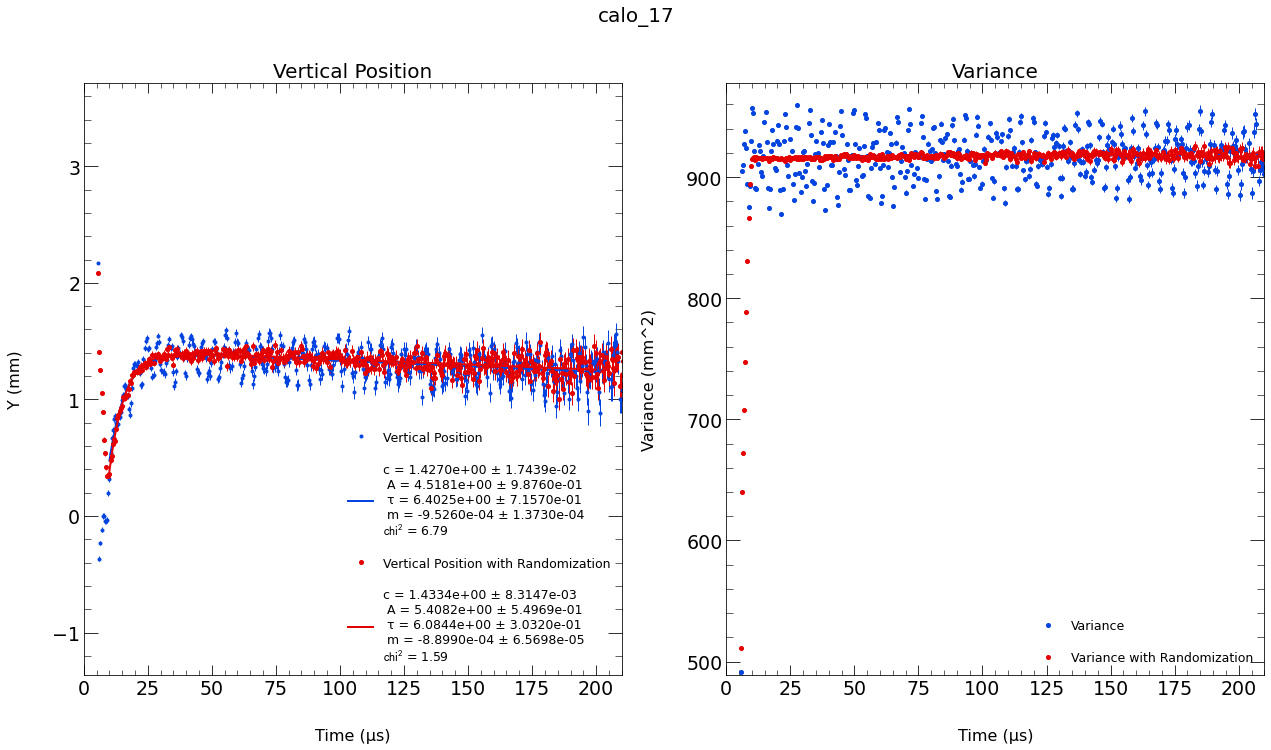 calo_17
Vertical Position
Y (mm)
3
2
1
0
−1
0 25 50 75 100 125 150 175 200
Time (µs)
Vertical Position
c = 1.4270e+00 ± 1.7439e-02
A = 4.5181e+00 ± 9.8760e-01
τ = 6.4025e+00 ± 7.1570e-01
m = -9.5260e-04 ± 1.3730e-04
chi² = 6.79
Vertical Position with Randomization
c = 1.4334e+00 ± 8.3147e-03
A = 5.4082e+00 ± 5.4969e-01
τ = 6.0844e+00 ± 3.0320e-01
m = -8.8990e-04 ± 6.5698e-05
chi² = 1.59
Variance
Variance (mm^2)
900
800
700
600
500
0 25 50 75 100 125 150 175 200
Time (µs)
Variance
Variance with Randomization